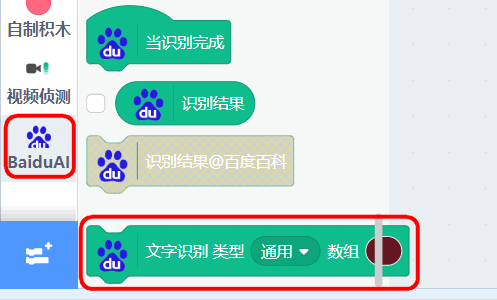 自制积木
视频侦测
BaiduAI
du 当识别完成
du 识别结果
du 识别结果@百度百科
du 文字识别 类型 通用 数组